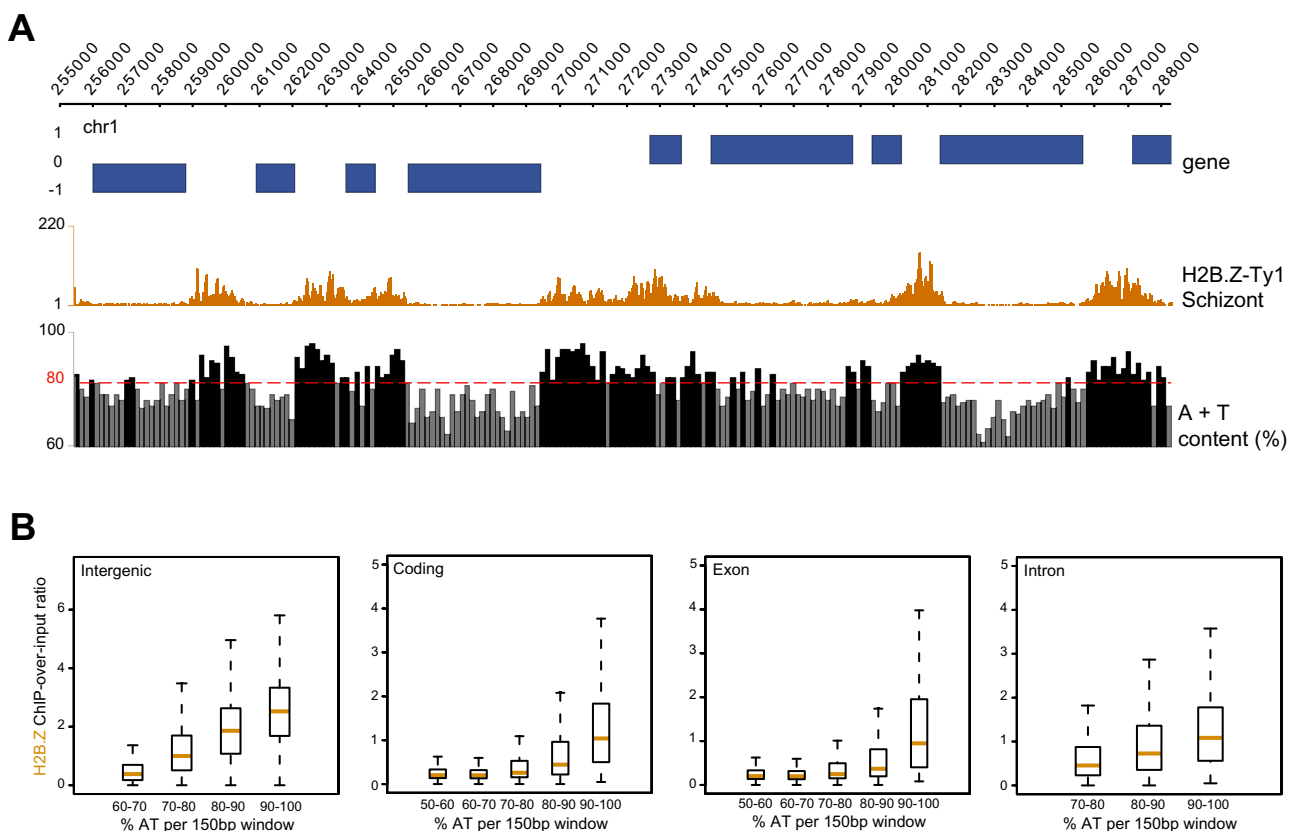 A
255000 256000 257000 258000 259000 260000 261000 262000 263000 264000 265000 266000 267000 268000 269000 270000 271000 272000 273000 274000 275000 276000 277000 278000 279000 280000 281000 282000 283000 284000 285000 286000 287000 288000
chr1
1
0
-1
gene
220
1
H2B.Z-Ty1
Schizont
100
80
60
A + T
content (%)
B
H2B.Z ChIP-over-input ratio
Intergenic
6
4
2
0
60-70 70-80 80-90 90-100
% AT per 150bp window
Coding
5
4
3
2
1
0
50-60 60-70 70-80 80-90 90-100
% AT per 150bp window
Exon
5
4
3
2
1
0
50-60 60-70 70-80 80-90 90-100
% AT per 150bp window
Intron
5
4
3
2
1
0
70-80 80-90 90-100
% AT per 150bp window